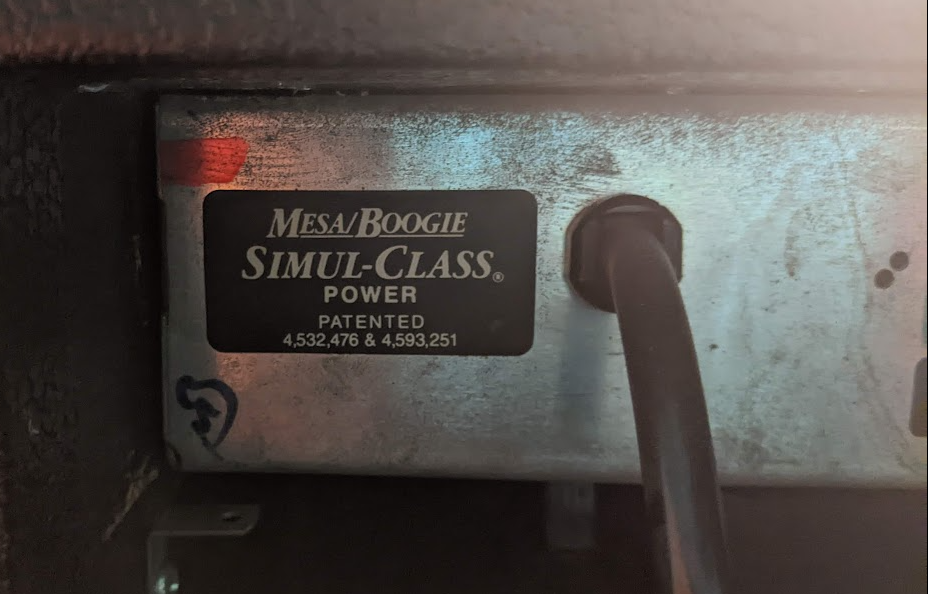 MESA/BOOGIE
SIMUL-CLASS®
POWER
PATENTED
4,532,476 & 4,593,251